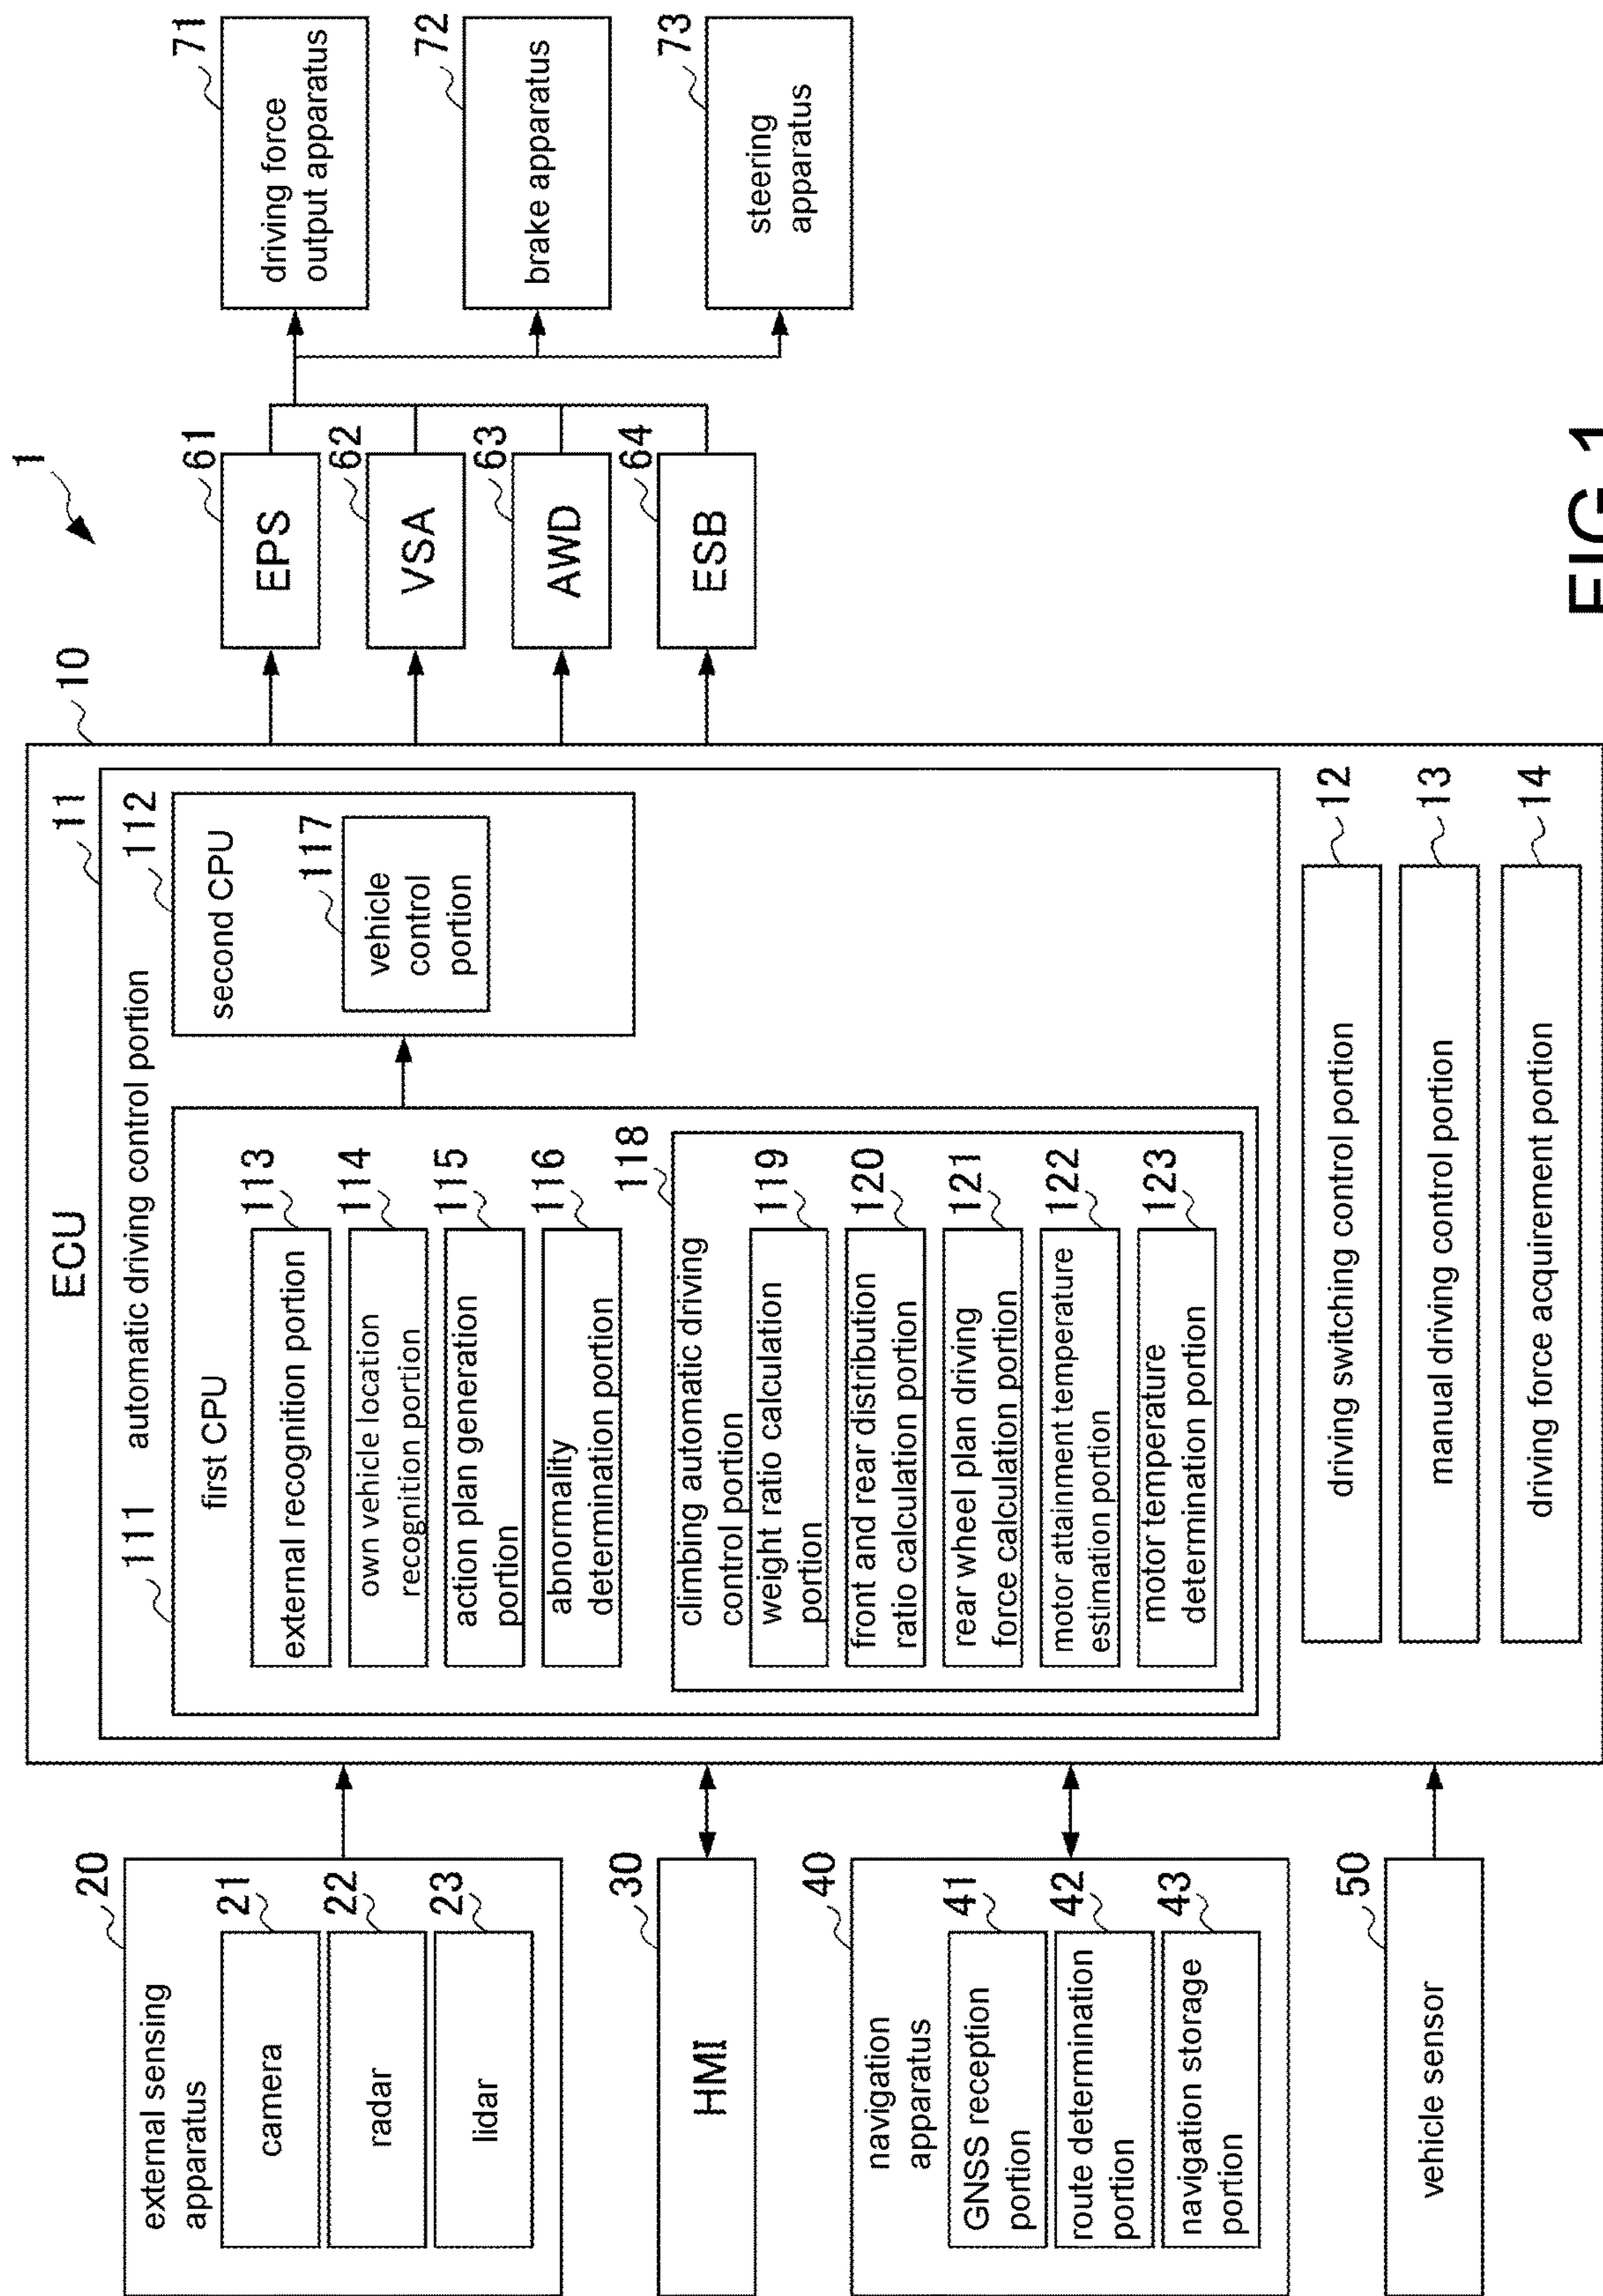 1
20
external sensing
apparatus
21
camera
22
radar
23
lidar
30
HMI
40
navigation
apparatus
41
GNSS reception
portion
42
route determination
portion
43
navigation storage
portion
50
vehicle sensor
10
ECU
11
automatic driving control portion
111
first CPU
113
external recognition portion
114
own vehicle location
recognition portion
115
action plan generation
portion
116
abnormality
determination portion
118
climbing automatic driving
control portion
119
weight ratio calculation
portion
120
front and rear distribution
ratio calculation portion
121
rear wheel plan driving
force calculation portion
122
motor attainment temperature
estimation portion
123
motor temperature
determination portion
112
second CPU
117
vehicle
control
portion
12
driving switching control portion
13
manual driving control portion
14
driving force acquirement portion
61
EPS
62
VSA
63
AWD
64
ESB
71
driving force
output apparatus
72
brake apparatus
73
steering
apparatus
FIG.1